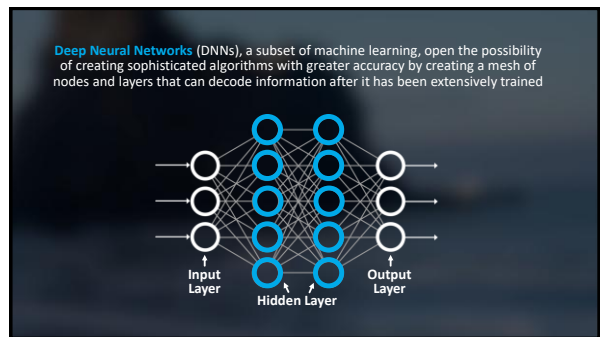 Deep Neural Networks (DNNs), a subset of machine learning, open the possibility
of creating sophisticated algorithms with greater accuracy by creating a mesh of
nodes and layers that can decode information after it has been extensively trained
Input
Layer
Hidden Layer
Output
Layer